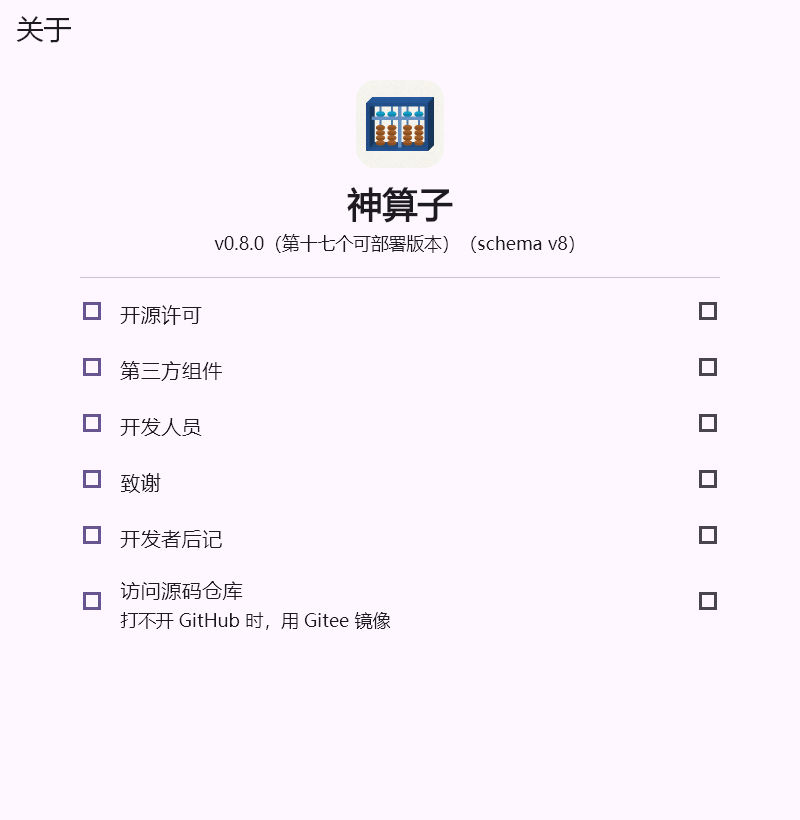 关于
神算子
v0.8.0（第十七个可部署版本）（schema v8）
开源许可
第三方组件
开发人员
致谢
开发者后记
访问源码仓库
打不开 GitHub 时，用 Gitee 镜像